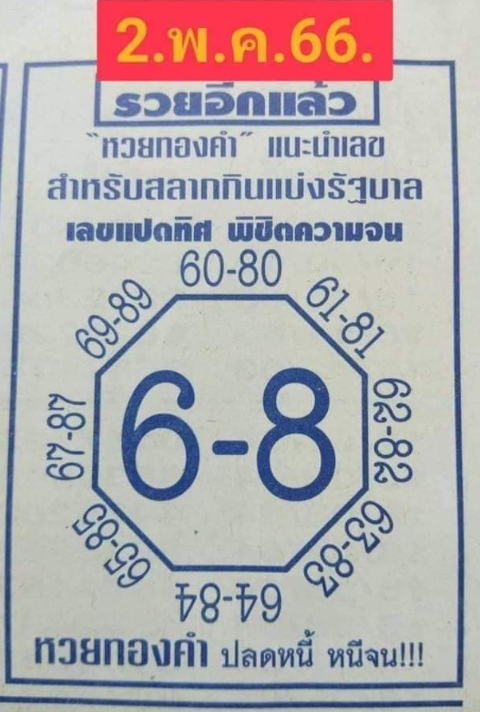 2.พ.ค.66.
รวยอีกแล้ว
"หวยทองคำ" แนะนำเลข
สำหรับสลากกินแบ่งรัฐบาล
เลขแปดทิศ พิชิตความจน
60-80
61-81
62-82
63-83
64-84
65-85
67-87
69-89
6-8
หวยทองคำ ปลดหนี้ หนีจน!!!